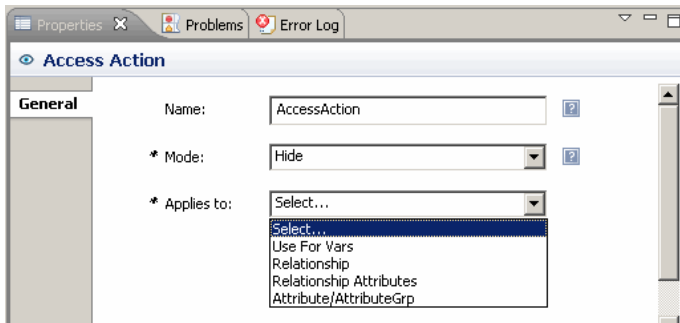 Properties Problems Error Log
Access Action
General
Name: AccessAction
* Mode: Hide
* Applies to: Select...
Select...
Use For Vars
Relationship
Relationship Attributes
Attribute/AttributeGrp